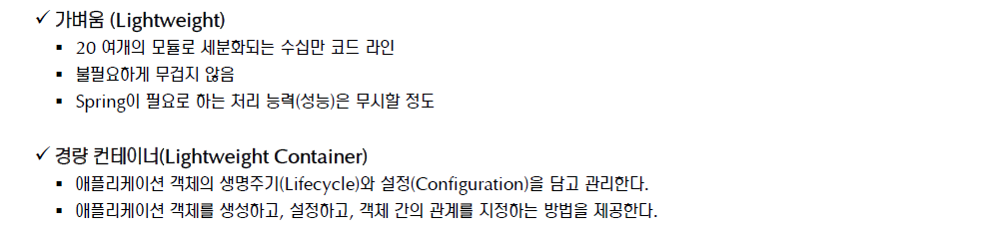 ✓ 가벼움 (Lightweight)
▪ 20 여개의 모듈로 세분화되는 수십만 코드 라인
▪ 불필요하게 무겁지 않음
▪ Spring이 필요로 하는 처리 능력(성능)은 무시할 정도
✓ 경량 컨테이너(Lightweight Container)
▪ 애플리케이션 객체의 생명주기(Lifecycle)와 설정(Configuration)을 담고 관리한다.
▪ 애플리케이션 객체를 생성하고, 설정하고, 객체 간의 관계를 지정하는 방법을 제공한다.